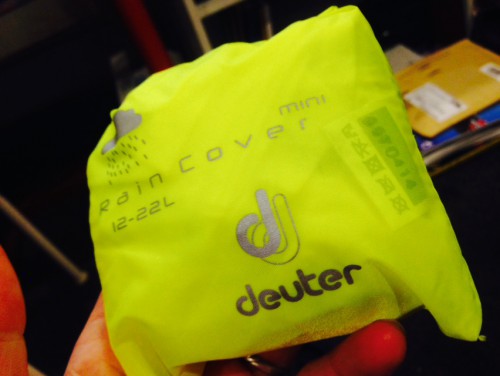 mini
Rain Cover
12-22L
deuter